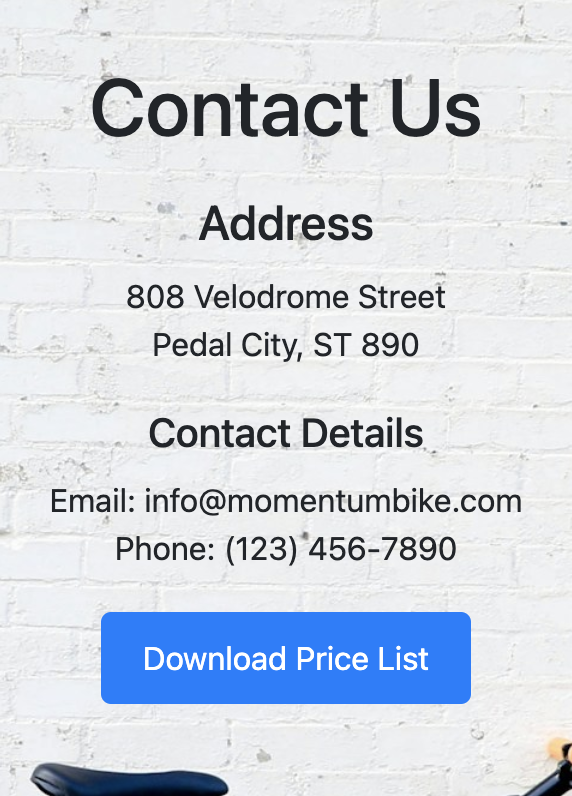 Contact Us
Address
808 Velodrome Street
Pedal City, ST 890
Contact Details
Email: info@momentumbike.com
Phone: (123) 456-7890
Download Price List